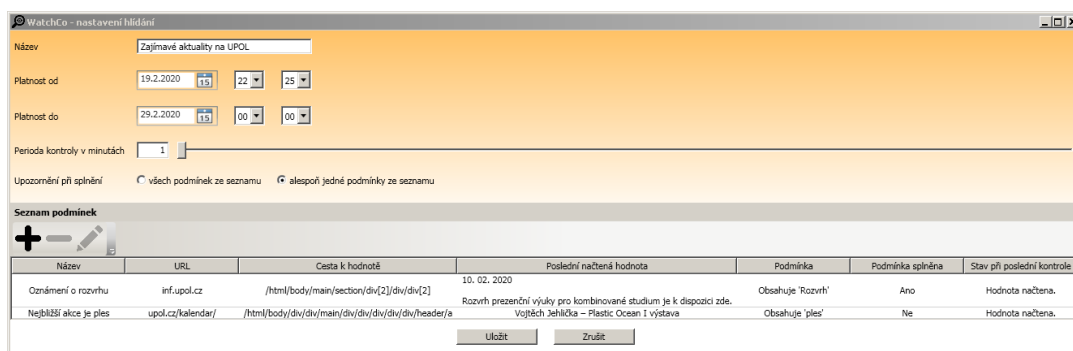 WatchCo - nastavení hlídání
Název Zajímavé aktuality na UPOL
Platnost od 19.2.2020 15 22 25
Platnost do 29.2.2020 15 00 00
Perioda kontroly v minutách 1
Upozornění při splnění všech podmínek ze seznamu alespoň jedné podmínky ze seznamu
Seznam podmínek
Název URL Cesta k hodnotě Poslední načtená hodnota Podmínka Podmínka splněna Stav při poslední kontrole
10. 02. 2020
Oznámení o rozvrhu inf.upol.cz /html/body/main/section/div[2]/div/div[2] Obsahuje 'Rozvrh' Ano Hodnota načtena.
Rozvrh prezenční výuky pro kombinované studium je k dispozici zde.
Nejbližší akce je ples upol.cz/kalendar/ /html/body/div/div/main/div/div/div/div/div/header/a Vojtěch Jehlička – Plastic Ocean I výstava Obsahuje 'ples' Ne Hodnota načtena.
Uložit Zrušit